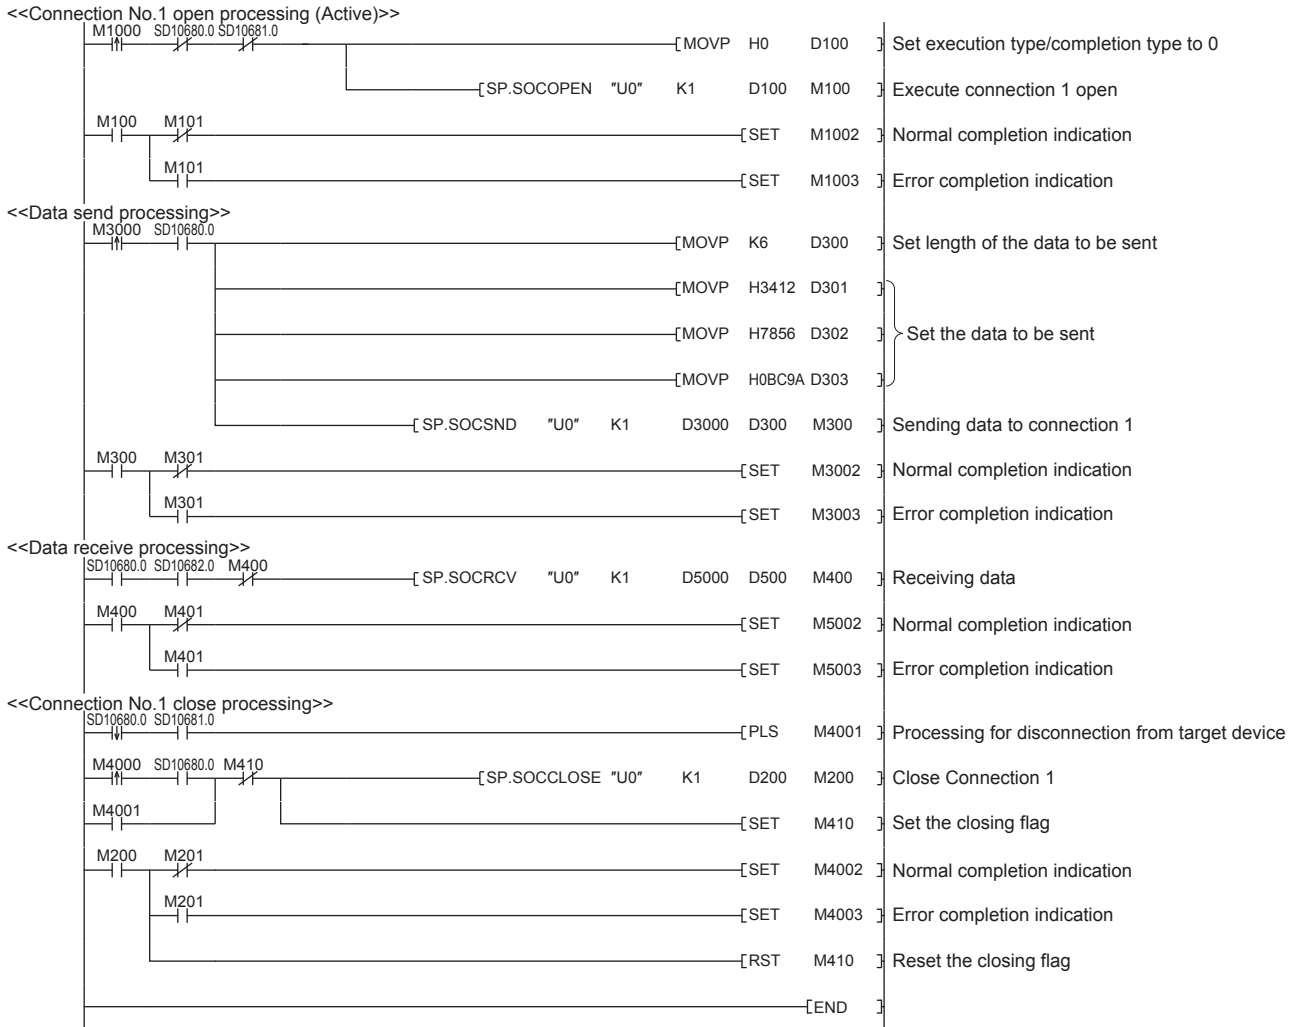 <<Connection No.1 open processing (Active)>>
M1000 SD10680.0 SD10681.0
MOVP H0 D100 Set execution type/completion type to 0
SP.SOCOPEN "U0" K1 D100 M100 Execute connection 1 open
M100 M101
SET M1002 Normal completion indication
M101
SET M1003 Error completion indication
<<Data send processing>>
M3000 SD10680.0
MOVP K6 D300 Set length of the data to be sent
MOVP H3412 D301
MOVP H7856 D302 Set the data to be sent
MOVP H0BC9A D303
SP.SOCSND "U0" K1 D3000 D300 M300 Sending data to connection 1
M300 M301
SET M3002 Normal completion indication
M301
SET M3003 Error completion indication
<<Data receive processing>>
SD10680.0 SD10682.0 M400
SP.SOCRCV "U0" K1 D5000 D500 M400 Receiving data
M400 M401
SET M5002 Normal completion indication
M401
SET M5003 Error completion indication
<<Connection No.1 close processing>>
SD10680.0 SD10681.0
PLS M4001 Processing for disconnection from target device
M4000 SD10680.0 M410
SP.SOCCLOSE "U0" K1 D200 M200 Close Connection 1
M4001
SET M410 Set the closing flag
M200 M201
SET M4002 Normal completion indication
M201
SET M4003 Error completion indication
RST M410 Reset the closing flag
END